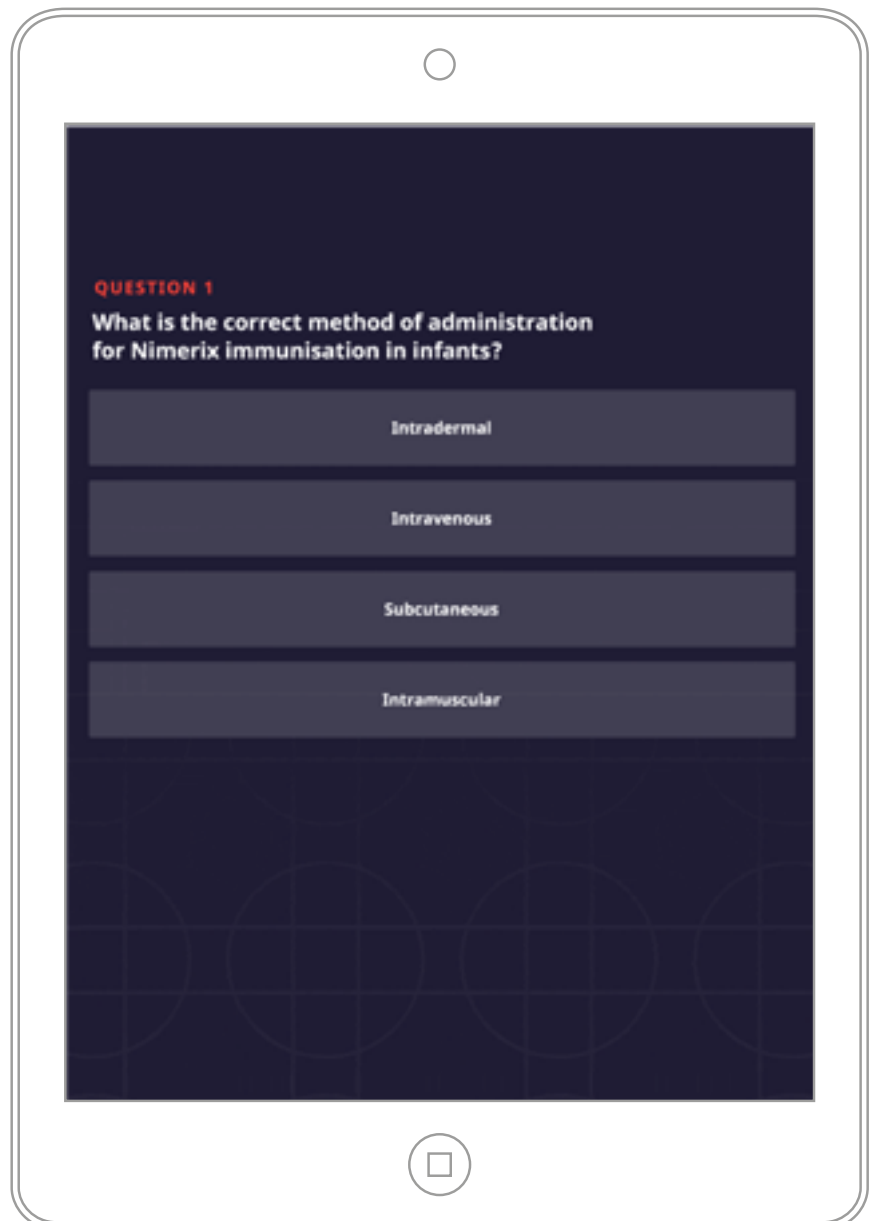 QUESTION 1
What is the correct method of administration
for Nimerix immunisation in infants?
Intradermal
Intravenous
Subcutaneous
Intramuscular